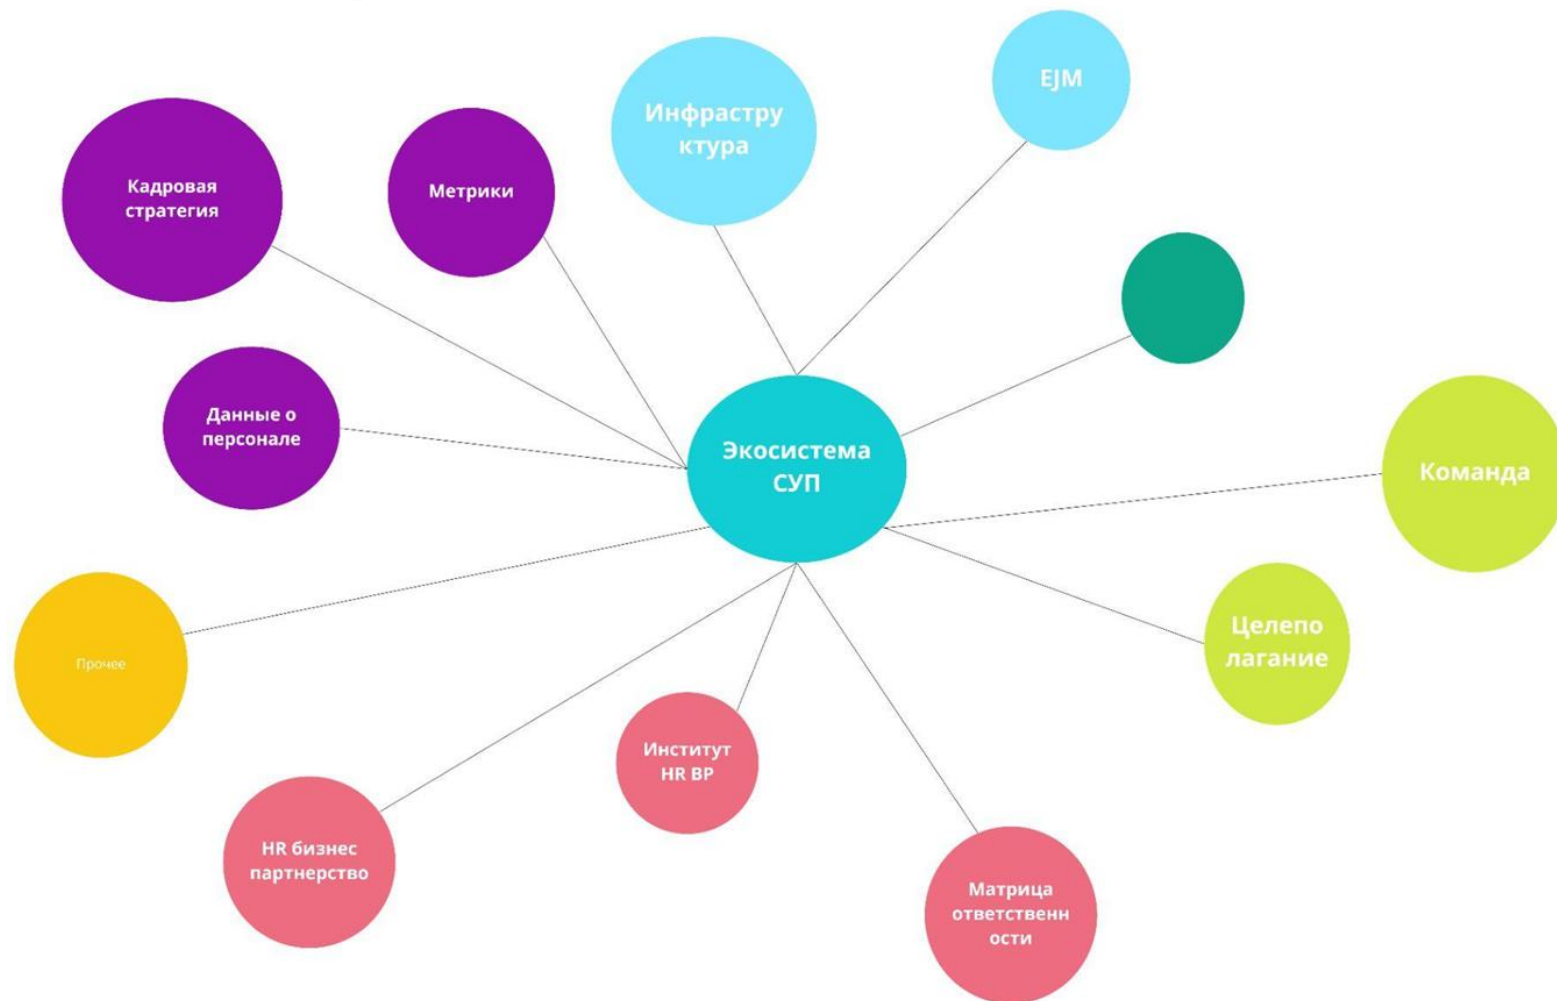 EJM
Инфрастру
ктура
Кадровая
стратегия
Метрики
Данные о
персонале
Экосистема
СУП
Команда
Целепо
лагание
Прочее
Институт
HR BP
HR бизнес
партнерство
Матрица
ответственн
ости